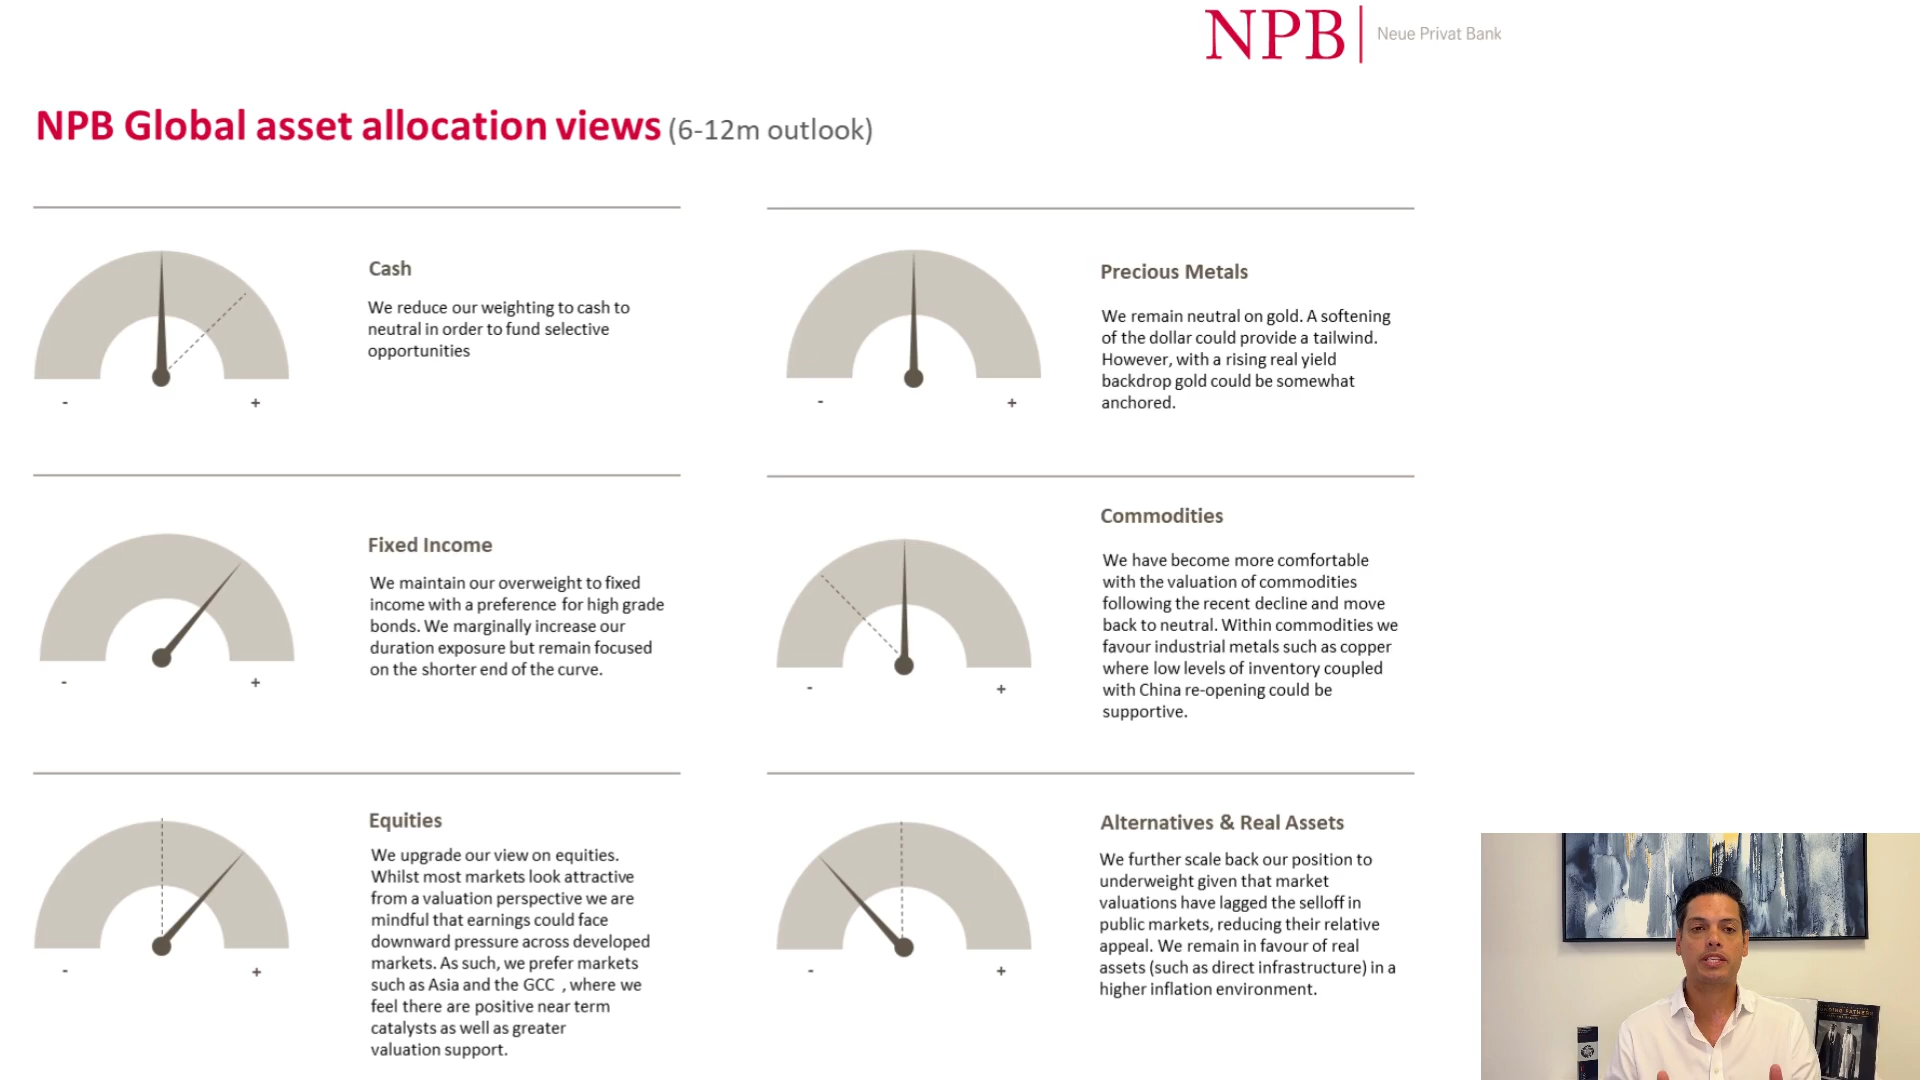 NPB Neue Privat Bank
NPB Global asset allocation views (6-12m outlook)
- +
Cash
We reduce our weighting to cash to
neutral in order to fund selective
opportunities
- +
Precious Metals
We remain neutral on gold. A softening
of the dollar could provide a tailwind.
However, with a rising real yield
backdrop gold could be somewhat
anchored.
- +
Fixed Income
We maintain our overweight to fixed
income with a preference for high grade
bonds. We marginally increase our
duration exposure but remain focused
on the shorter end of the curve.
- +
Commodities
We have become more comfortable
with the valuation of commodities
following the recent decline and move
back to neutral. Within commodities we
favour industrial metals such as copper
where low levels of inventory coupled
with China re-opening could be
supportive.
- +
Equities
We upgrade our view on equities.
Whilst most markets look attractive
from a valuation perspective we are
mindful that earnings could face
downward pressure across developed
markets. As such, we prefer markets
such as Asia and the GCC , where we
feel there are positive near term
catalysts as well as greater
valuation support.
- +
Alternatives & Real Assets
We further scale back our position to
underweight given that market
valuations have lagged the selloff in
public markets, reducing their relative
appeal. We remain in favour of real
assets (such as direct infrastructure) in a
higher inflation environment.